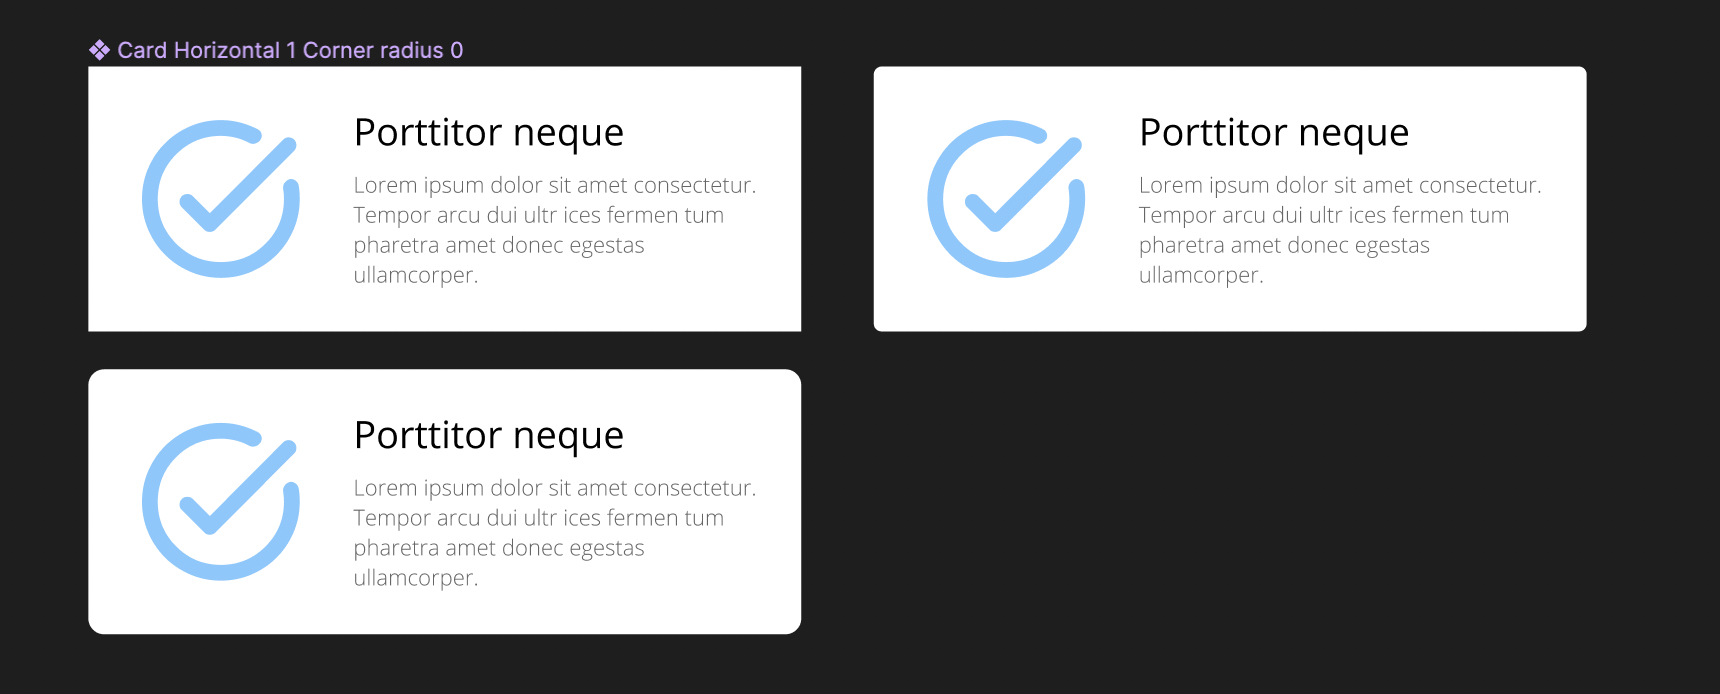 Card Horizontal 1 Corner radius 0
Porttitor neque
Lorem ipsum dolor sit amet consectetur.
Tempor arcu dui ultr ices fermen tum
pharetra amet donec egestas
ullamcorper.
Porttitor neque
Lorem ipsum dolor sit amet consectetur.
Tempor arcu dui ultr ices fermen tum
pharetra amet donec egestas
ullamcorper.
Porttitor neque
Lorem ipsum dolor sit amet consectetur.
Tempor arcu dui ultr ices fermen tum
pharetra amet donec egestas
ullamcorper.